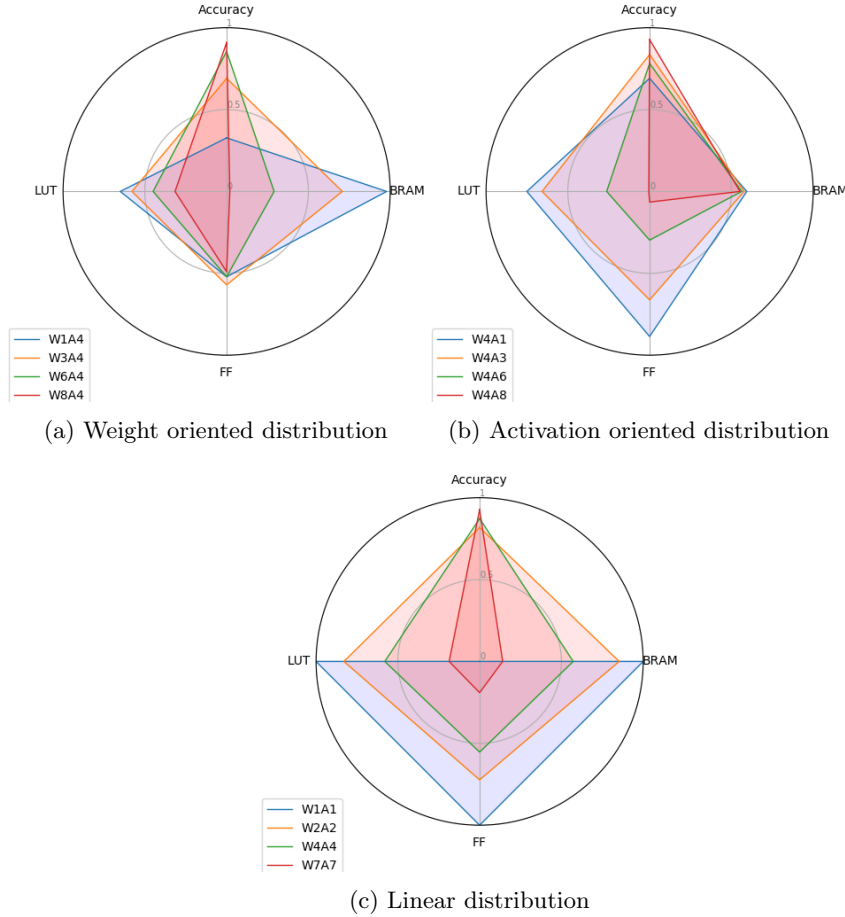 Accuracy
1
0.5
0
LUT
BRAM
FF
W1A4
W3A4
W6A4
W8A4
(a) Weight oriented distribution
Accuracy
1
0.5
0
LUT
BRAM
FF
W4A1
W4A3
W4A6
W4A8
(b) Activation oriented distribution
Accuracy
1
0.5
0
LUT
BRAM
FF
W1A1
W2A2
W4A4
W7A7
(c) Linear distribution